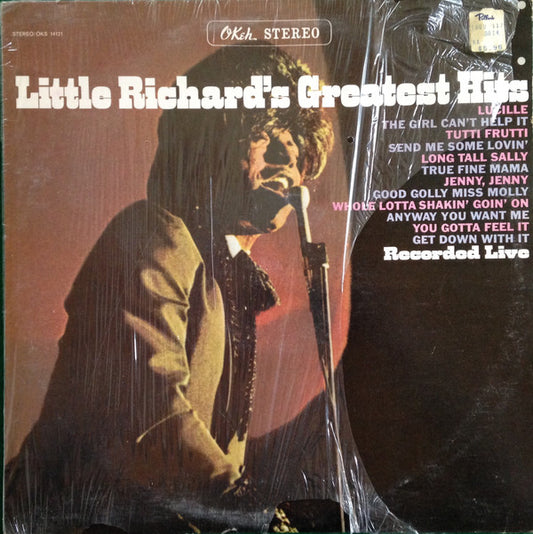 STEREO/OKS 14121
OKeh STEREO
Little Richard's Greatest Hits
LUCILLE
THE GIRL CAN'T HELP IT
TUTTI FRUTTI
SEND ME SOME LOVIN'
LONG TALL SALLY
TRUE FINE MAMA
JENNY, JENNY
GOOD GOLLY MISS MOLLY
WHOLE LOTTA SHAKIN' GOIN' ON
ANYWAY YOU WANT ME
YOU GOTTA FEEL IT
GET DOWN WITH IT
Recorded Live